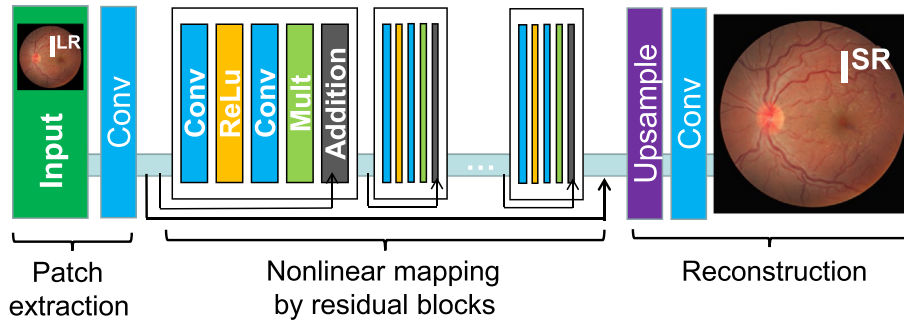 I^LR
Input
Conv
Conv
ReLu
Conv
Mult
Addition
...
Upsample
Conv
I^SR
Patch
extraction
Nonlinear mapping
by residual blocks
Reconstruction